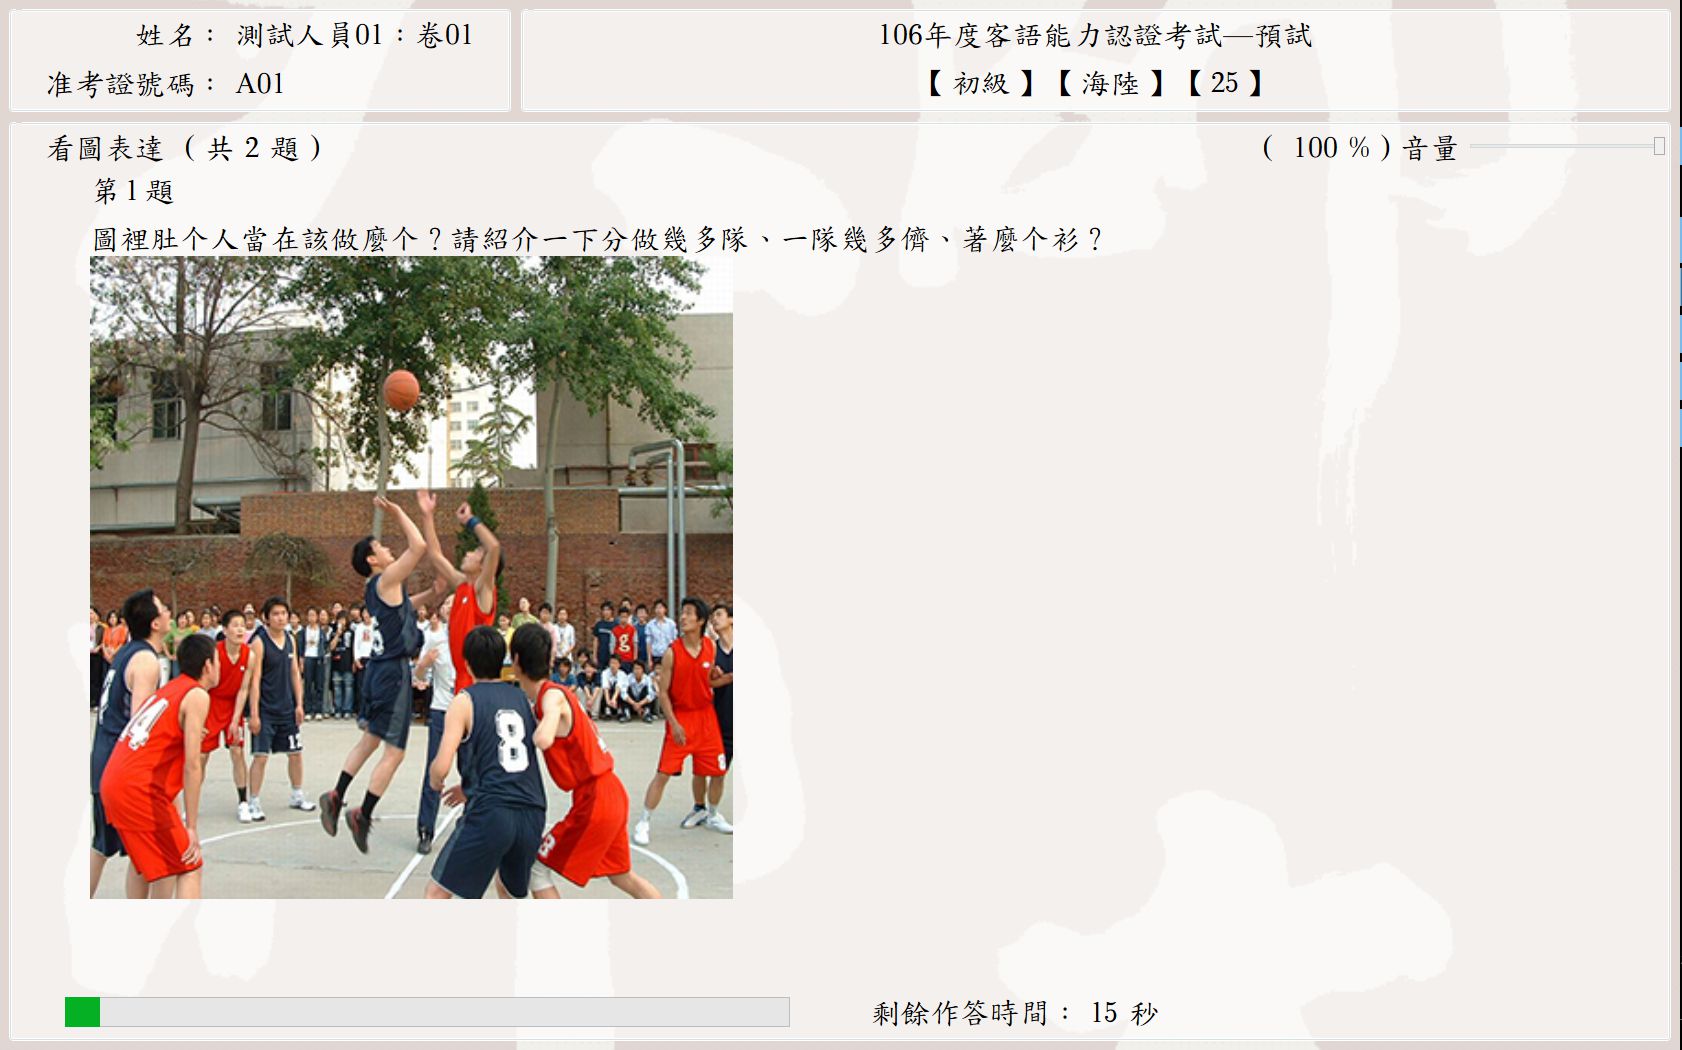 姓名： 測試人員01：卷01
准考證號碼： A01
106年度客語能力認證考試—預試
【 初級 】【 海陸 】【 25 】
看圖表達 （ 共 2 題 ）
（ 100 % ）音量
第 1 題
圖裡肚个人當在該做麼个？請紹介一下分做幾多隊、一隊幾多儕、著麼个衫？
g
14
12
8
8
3
剩餘作答時間： 15 秒